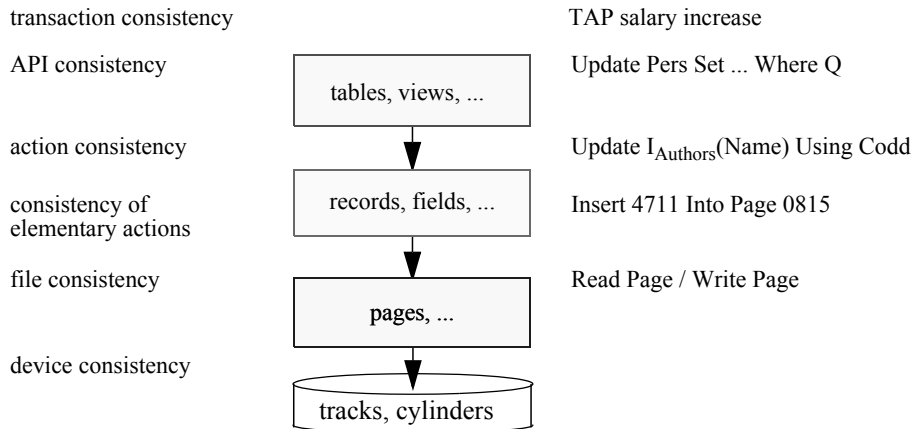 transaction consistency TAP salary increase
API consistency Update Pers Set ... Where Q
tables, views, ...
action consistency Update I_Authors(Name) Using Codd
consistency of records, fields, ... Insert 4711 Into Page 0815
elementary actions
file consistency Read Page / Write Page
pages, ...
device consistency
tracks, cylinders